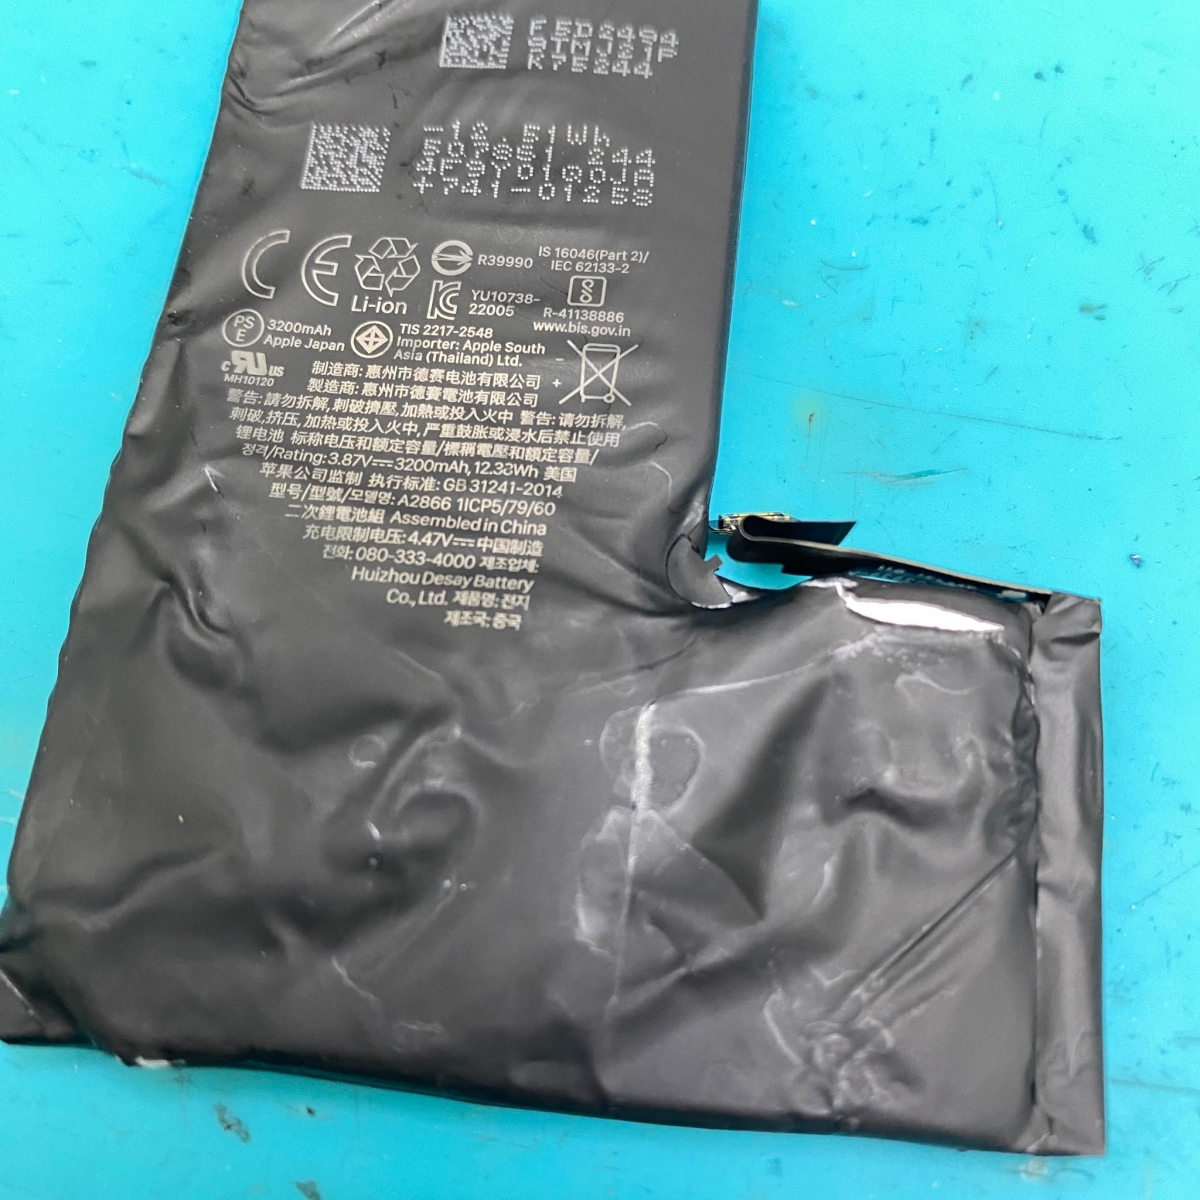 F5D2494
9TMJ21P
K75244
-12.51Wh
4C9Y01Q0JA
+741-01258
CE
Li-ion
R39990
IS 16046(Part 2)/
IEC 62133-2
YU10738-
22005
R-41138886
www.bis.gov.in
PS
E
3200mAh
Apple Japan
TIS 2217-2548
Importer: Apple South
Asia (Thailand) Ltd.
c US
MH10120
制造商: 惠州市德赛电池有限公司
製造商: 惠州市德賽電池有限公司
警告: 請勿拆解, 刺破擠壓, 加熱或投入火中 警告: 请勿拆解,
刺破, 挤压, 加热或投入火中, 严重鼓胀或浸水后禁止使用
锂电池 标称电压和额定容量/標稱電壓和額定容量/
정격/Rating: 3.87V⎓3200mAh, 12.38Wh 美国
苹果公司监制 执行标准: GB 31241-2014
型号/型號/모델명: A2866 1ICP5/79/60
二次鋰電池組 Assembled in China
充电限制电压: 4.47V⎓中国制造
전화: 080-333-4000 제조업체:
Huizhou Desay Battery
Co., Ltd. 제품명: 전지
제조국: 중국